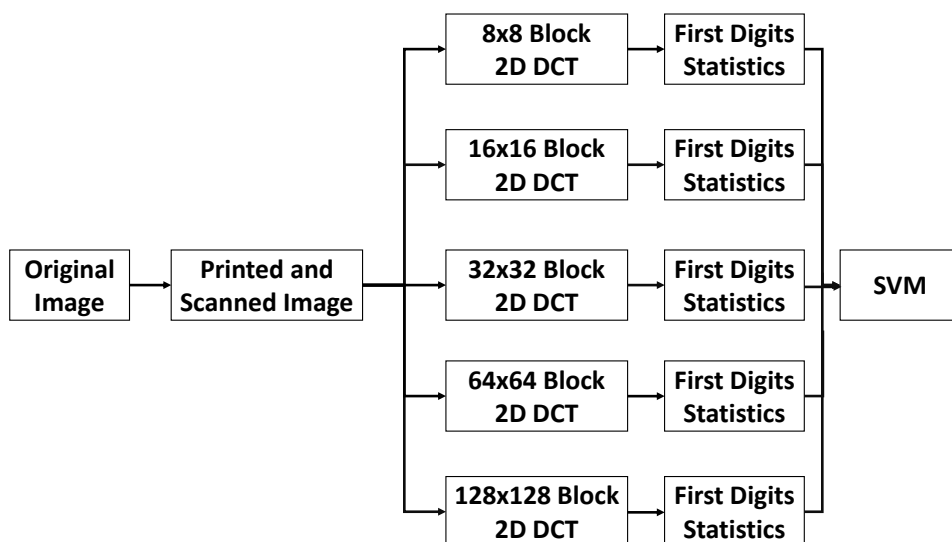 8x8 Block
2D DCT
First Digits
Statistics
16x16 Block
2D DCT
First Digits
Statistics
Original
Image
Printed and
Scanned Image
32x32 Block
2D DCT
First Digits
Statistics
SVM
64x64 Block
2D DCT
First Digits
Statistics
128x128 Block
2D DCT
First Digits
Statistics